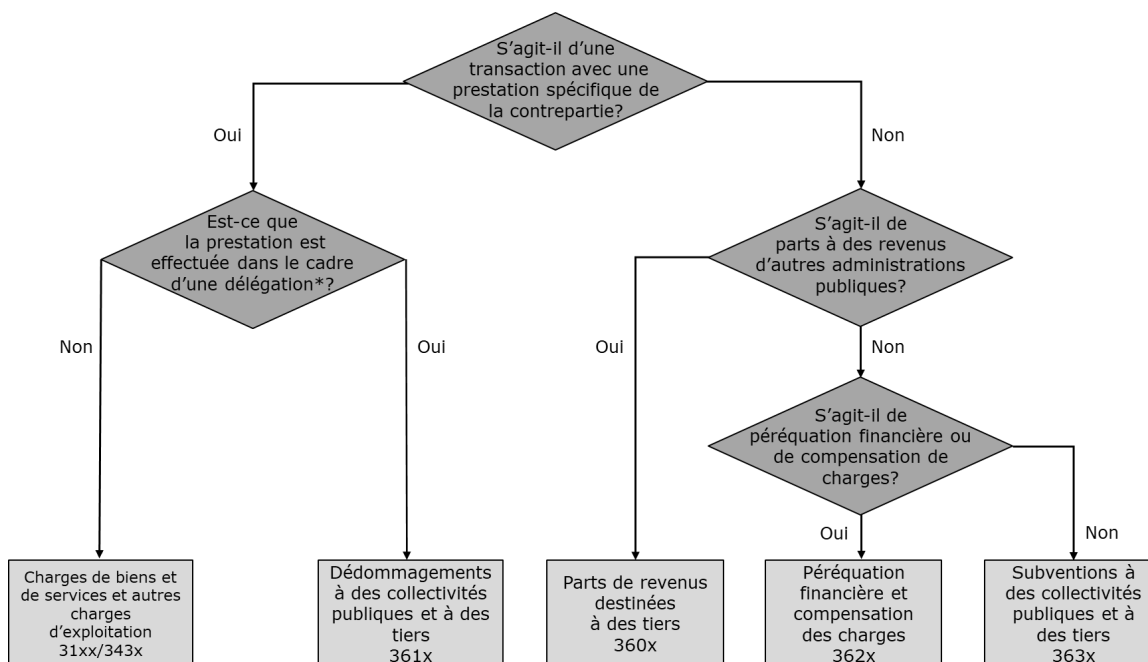 S’agit-il d’une
transaction avec une
prestation spécifique de
la contrepartie?
Oui
Non
Est-ce que
la prestation est
effectuée dans le cadre
d’une délégation*?
S’agit-il de
parts à des revenus
d’autres administrations
publiques?
Non
Oui
Oui
Non
S’agit-il de
péréquation financière ou
de compensation de
charges?
Oui
Non
Charges de biens et
de services et autres
charges
d’exploitation
31xx/343x
Dédommagements
à des collectivités
publiques et à des
tiers
361x
Parts de revenus
destinées
à des tiers
360x
Péréquation
financière et
compensation
des charges
362x
Subventions à
des collectivités
publiques et à
des tiers
363x